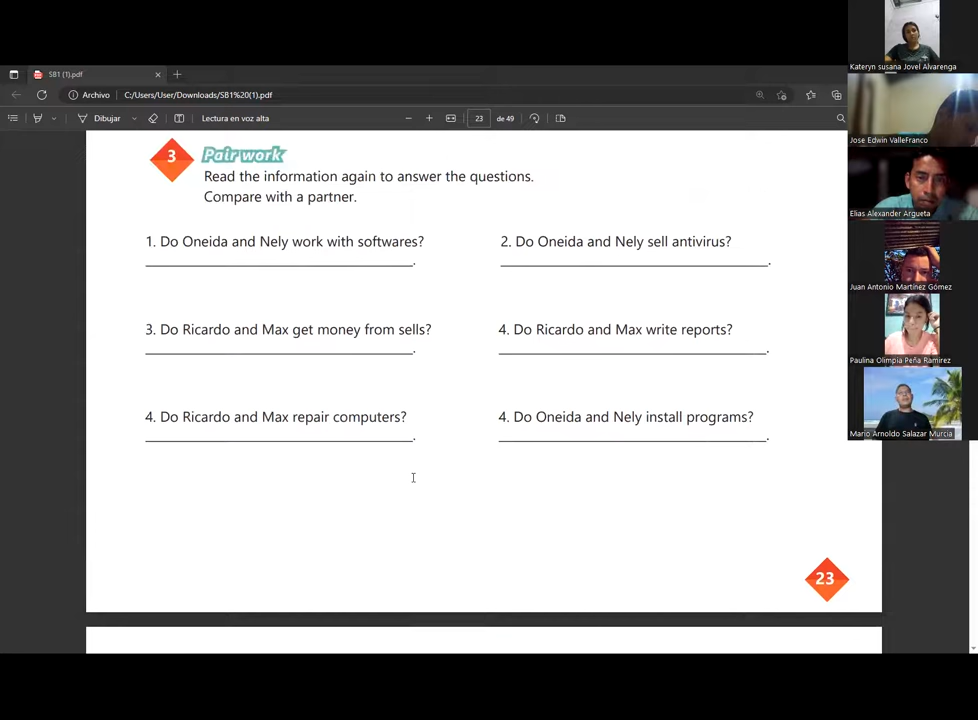 Kateryn susana Jovel Alvarenga
SB1 (1).pdf
Archivo
C:/Users/User/Downloads/SB1%20(1).pdf
Dibujar
Lectura en voz alta
23
de 49
Jose Edwin ValleFranco
3
Pair work
Read the information again to answer the questions.
Compare with a partner.
Elias Alexander Argueta
1. Do Oneida and Nely work with softwares?
2. Do Oneida and Nely sell antivirus?
Juan Antonio Martínez Gómez
3. Do Ricardo and Max get money from sells?
4. Do Ricardo and Max write reports?
Paulina Olimpia Peña Ramirez
4. Do Ricardo and Max repair computers?
4. Do Oneida and Nely install programs?
Mario Arnoldo Salazar Murcia
23